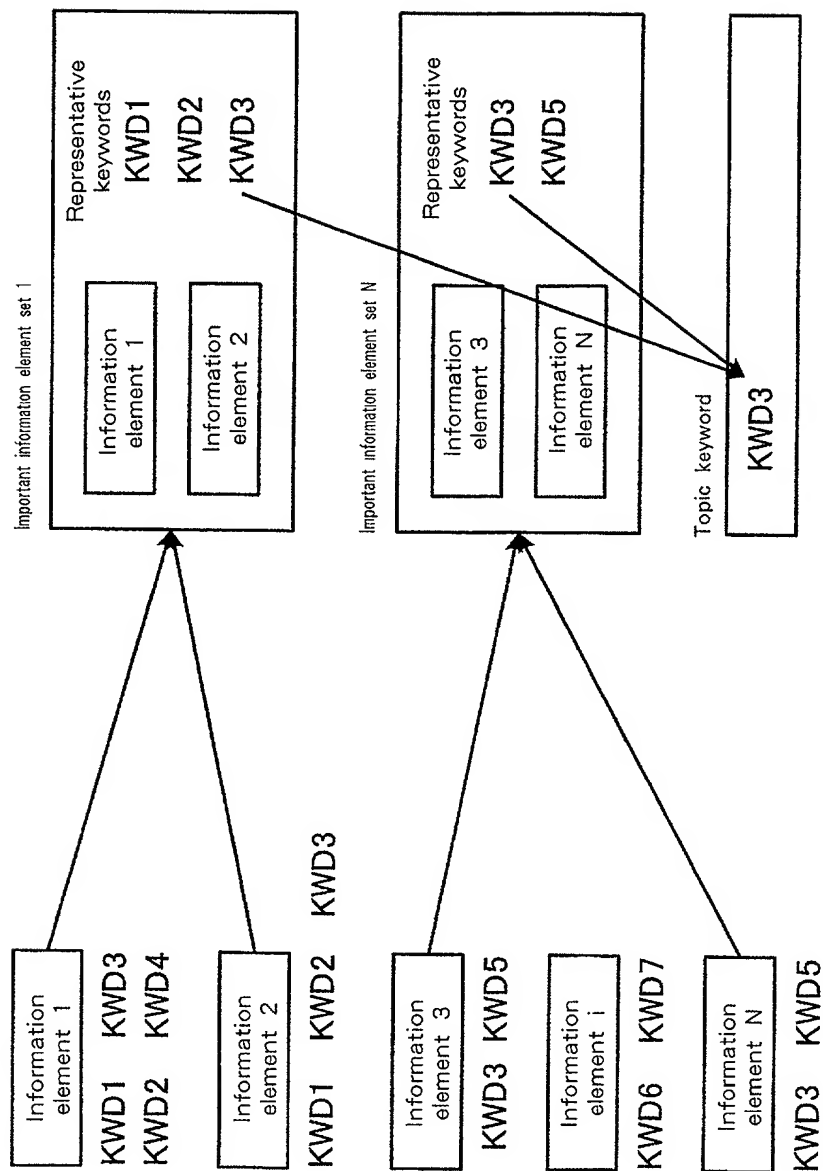 Information
element 1
KWD1 KWD3
KWD2 KWD4
Information
element 2
KWD1 KWD2 KWD3
Information
element 3
KWD3 KWD5
Information
element i
KWD6 KWD7
Information
element N
KWD3 KWD5
Important information element set 1
Information
element 1
Information
element 2
Representative
keywords
KWD1
KWD2
KWD3
Important information element set N
Information
element 3
Information
element N
Representative
keywords
KWD3
KWD5
Topic keyword
KWD3